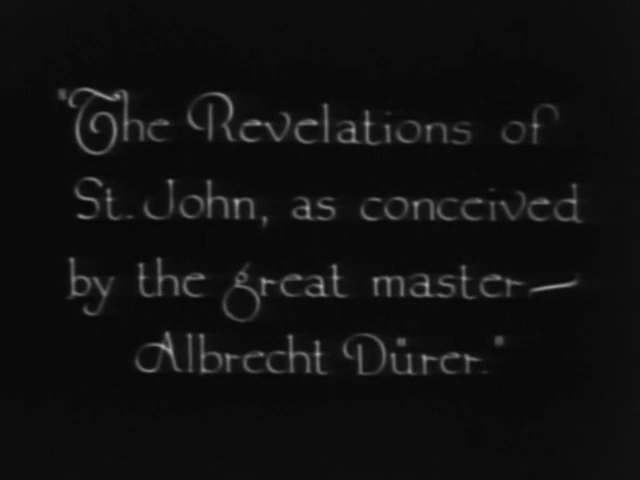 "The Revelations of
St. John, as conceived
by the great master—
Albrecht Dürer."